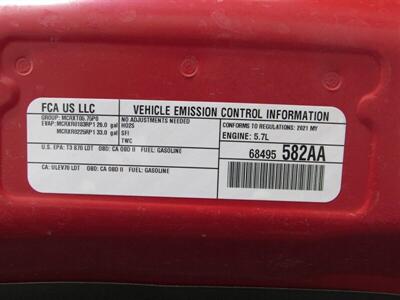 FCA US LLC
VEHICLE EMISSION CONTROL INFORMATION
GROUP: MCRXT05.75P0
EVAP: MCRXR0183RP1 26.0 gal
MCRXR0225RP1 33.0 gal
NO ADJUSTMENTS NEEDED
HO2S
SFI
TWC
CONFORMS TO REGULATIONS: 2021 MY
ENGINE: 5.7L
68495 582AA
U.S. EPA: T3 B70 LDT OBD: CA OBD II FUEL: GASOLINE
CA: ULEV70 LDT OBD: CA OBD II FUEL: GASOLINE